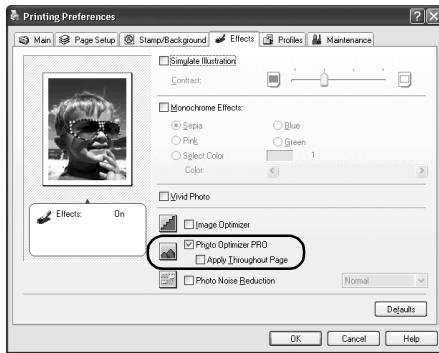 Printing Preferences
Main Page Setup Stamp/Background Effects Profiles Maintenance
Simulate Illustration
Contrast:
Monochrome Effects:
Sepia Blue
Pink Green
Select Color 1
Color:
Vivid Photo
Effects: On
Image Optimizer
Photo Optimizer PRO
Apply Throughout Page
Photo Noise Reduction Normal
Defaults
OK Cancel Help